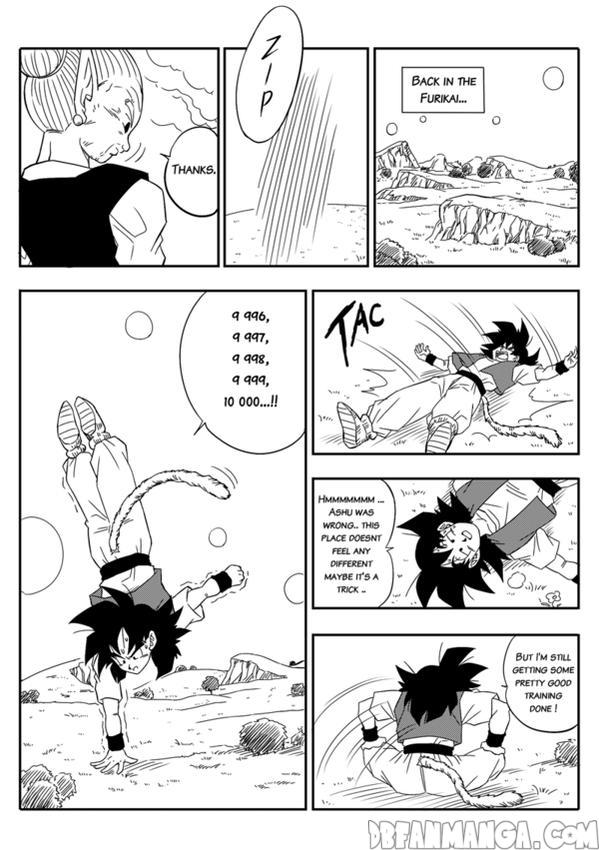 THANKS.
ZIP
BACK IN THE
FURIKAI...
9 996,
9 997,
9 998,
9 999,
10 000...!!
TAC
HMMMMMMM ...
ASHU WAS
WRONG.. THIS
PLACE DOESNT
FEEL ANY
DIFFERENT
MAYBE IT'S A
TRICK ..
BUT I'M STILL
GETTING SOME
PRETTY GOOD
TRAINING
DONE !
DBFANMANGA.COM